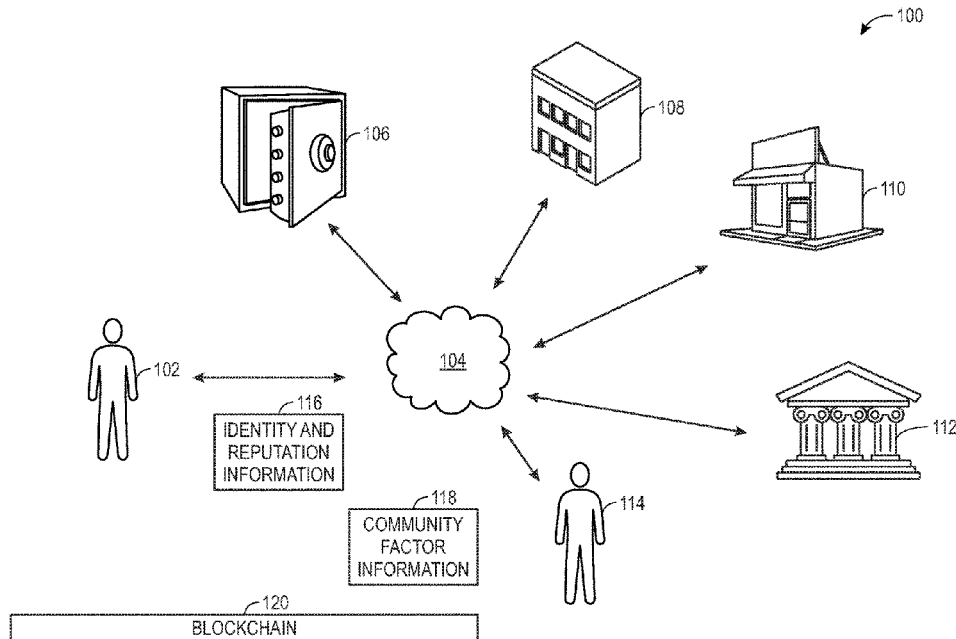 100
106
108
110
104
102
116
IDENTITY AND
REPUTATION
INFORMATION
112
118
COMMUNITY
FACTOR
INFORMATION
114
120
BLOCKCHAIN